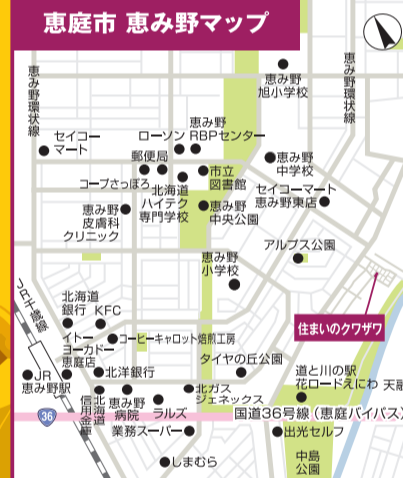 恵庭市 恵み野マップ
恵み野環状線
恵み野環状線
恵み野
旭小学校
セイコー
マート
ローソン
恵み野
RBPセンター
郵便局
恵み野
中学校
コープさっぽろ
北海道
ハイテク
専門学校
市立
図書館
セイコーマート
恵み野東店
恵み野
皮膚科
クリニック
恵み野
中央公園
アルプス公園
恵み野
小学校
JR千歳線
北海道
銀行
KFC
住まいのクワザワ
イトー
ヨーカドー
恵庭店
コーヒーキャロット焙煎工房
タイヤの丘公園
JR
恵み野駅
北洋銀行
道と川の駅
花ロードえにわ
天融
北海道
信用金庫
恵み野
病院
ラルズ
北ガス
ジェネックス
36
国道36号線(恵庭バイパス)
業務スーパー
出光セルフ
しまむら
中島
公園